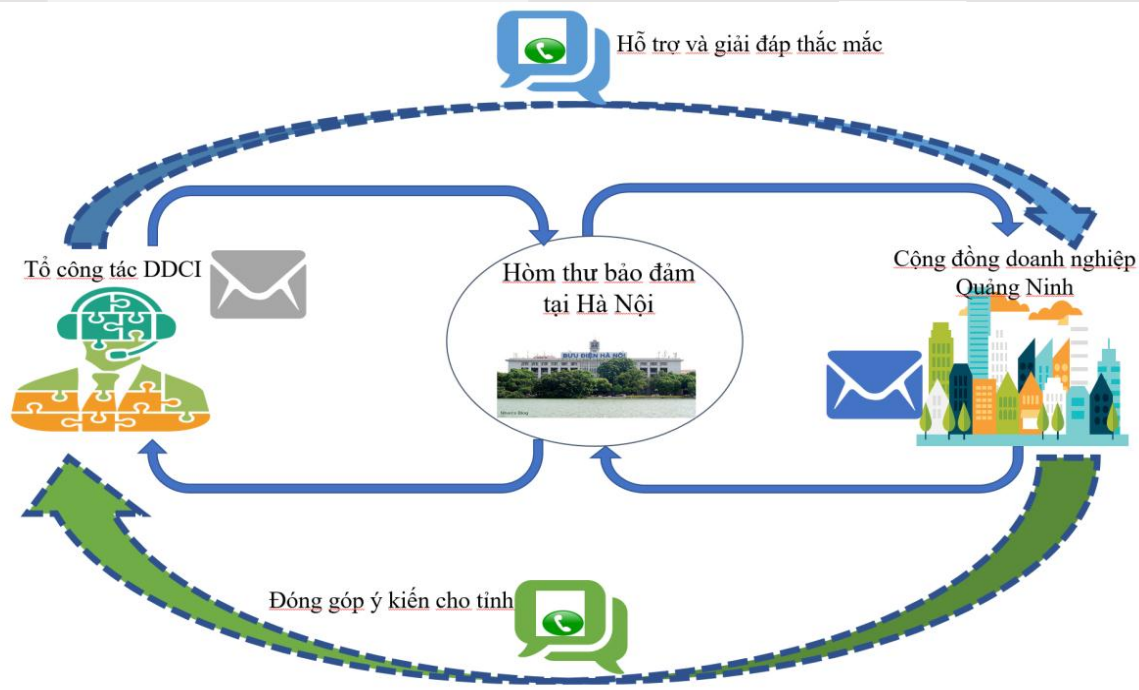 Hỗ trợ và giải đáp thắc mắc
Tổ công tác DDCI
Hòm thư bảo đảm
tại Hà Nội
BƯU ĐIỆN HÀ NỘI
Cộng đồng doanh nghiệp
Quảng Ninh
Đóng góp ý kiến cho tỉnh